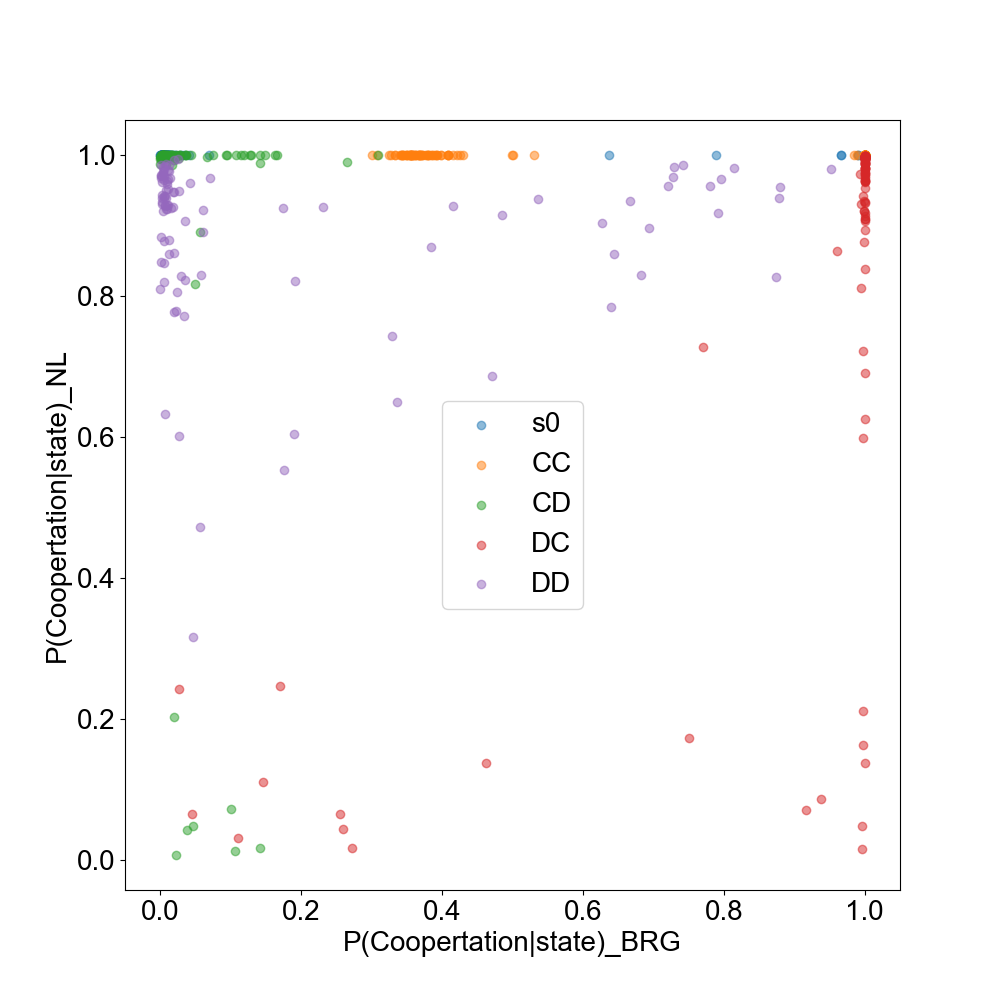 1.0
0.8
0.6
0.4
0.2
0.0
P(Coopertation|state)_NL
s0
CC
CD
DC
DD
0.0 0.2 0.4 0.6 0.8 1.0
P(Coopertation|state)_BRG